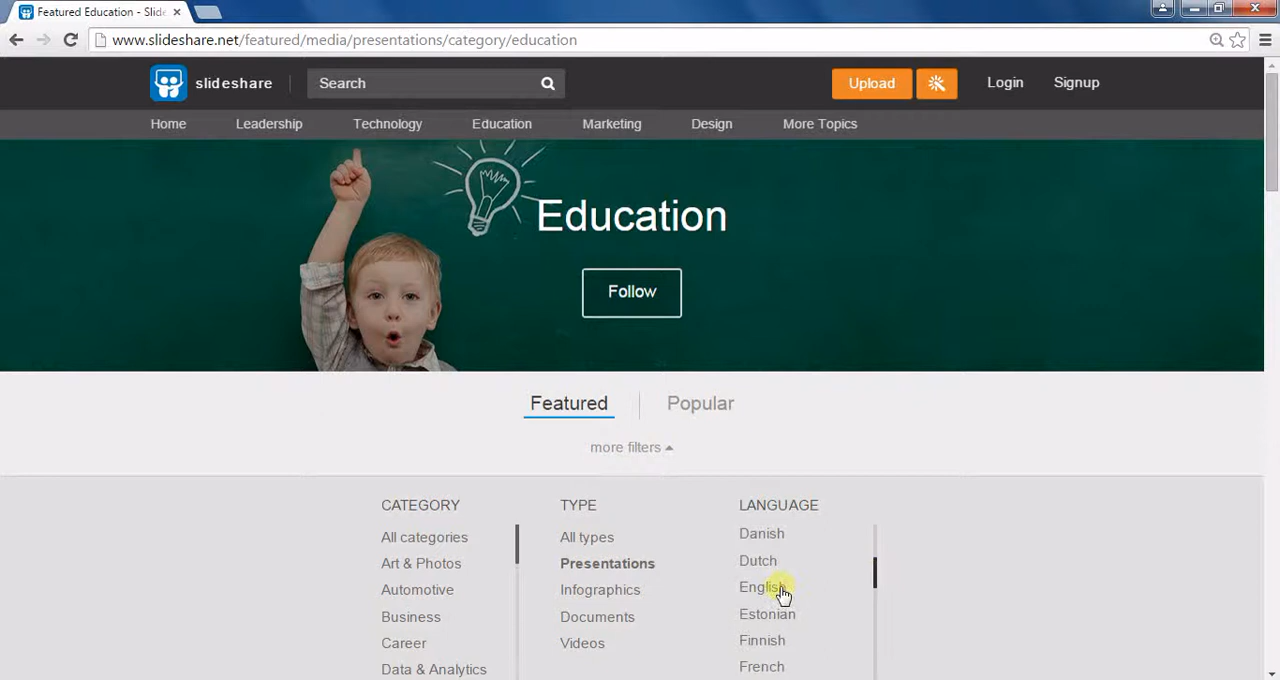 Featured Education - Slide
www.slideshare.net/featured/media/presentations/category/education
slideshare
Search
Upload
Login
Signup
Home
Leadership
Technology
Education
Marketing
Design
More Topics
Education
Follow
Featured
Popular
more filters
CATEGORY
TYPE
LANGUAGE
All categories
All types
Danish
Art & Photos
Presentations
Dutch
Automotive
Infographics
English
Business
Documents
Estonian
Career
Videos
Finnish
Data & Analytics
French